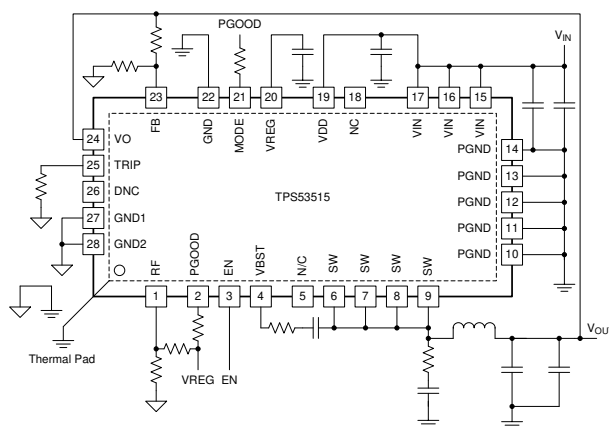 PGOOD
V_IN
23 22 21 20 19 18 17 16 15
FB GND MODE VREG VDD NC VIN VIN VIN
24 VO
25 TRIP
26 DNC
27 GND1
28 GND2
TPS53515
PGND 14
PGND 13
PGND 12
PGND 11
PGND 10
RF PGOOD EN VBST N/C SW SW SW SW
1 2 3 4 5 6 7 8 9
V_OUT
Thermal Pad
VREG EN